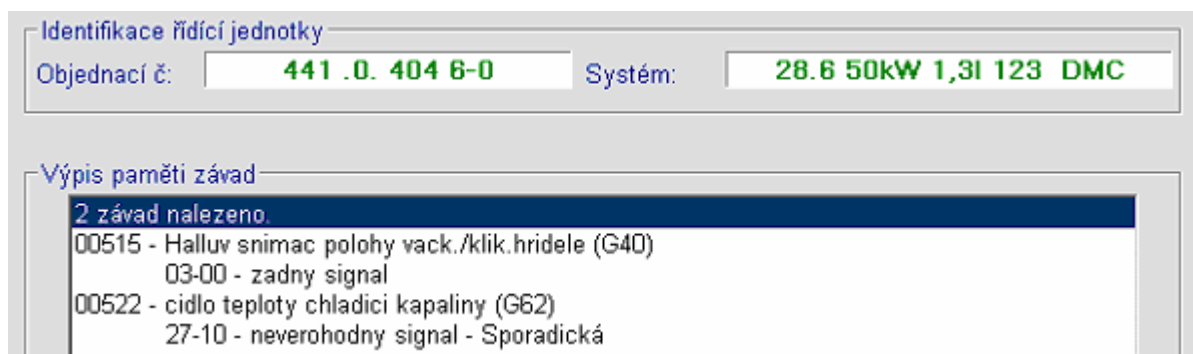 Identifikace řídící jednotky
Objednací č: 441 .0. 404 6-0 Systém: 28.6 50kW 1,3l 123 DMC
Výpis paměti závad
2 závad nalezeno.
00515 - Halluv snimac polohy vack./klik.hridele (G40)
03-00 - zadny signal
00522 - cidlo teploty chladici kapaliny (G62)
27-10 - neverohodny signal - Sporadická